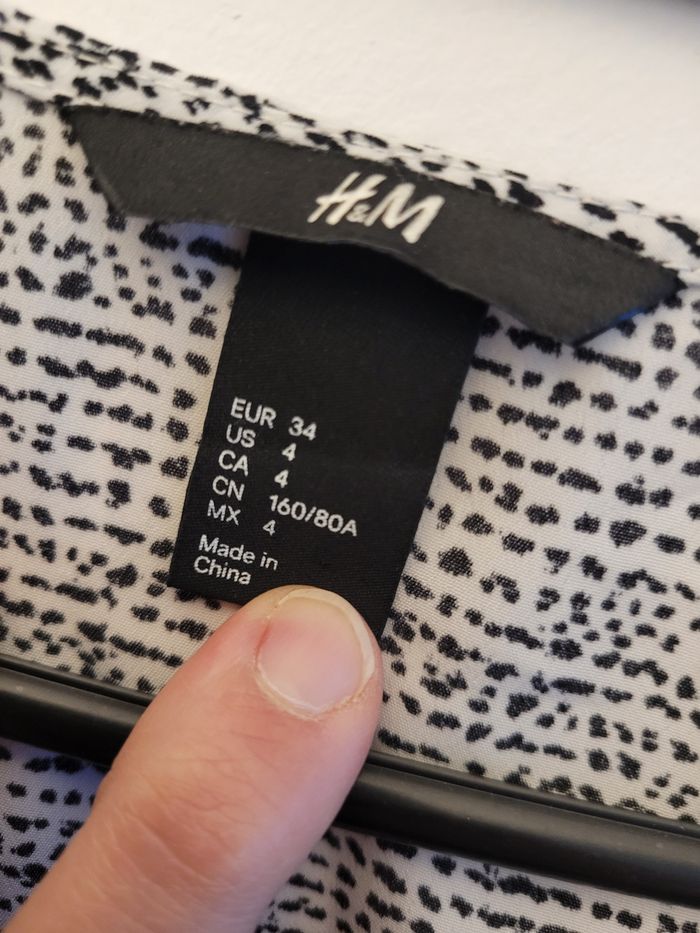 H&M
EUR 34
US 4
CA 4
CN 160/80A
MX 4
Made in
China